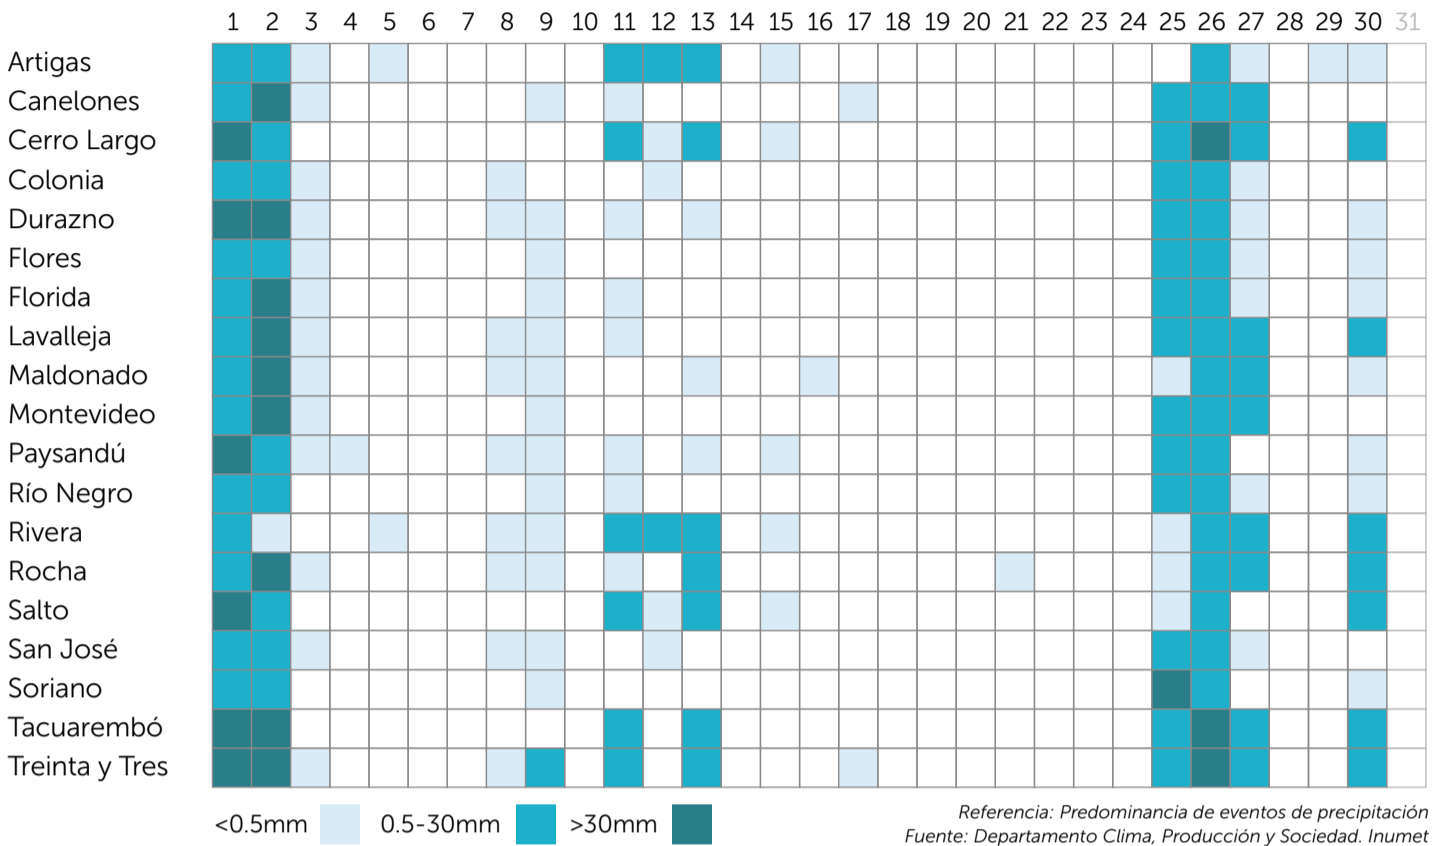 1 2 3 4 5 6 7 8 9 10 11 12 13 14 15 16 17 18 19 20 21 22 23 24 25 26 27 28 29 30 31
Artigas
Canelones
Cerro Largo
Colonia
Durazno
Flores
Florida
Lavalleja
Maldonado
Montevideo
Paysandú
Río Negro
Rivera
Rocha
Salto
San José
Soriano
Tacuarembó
Treinta y Tres
<0.5mm 0.5-30mm >30mm
Referencia: Predominancia de eventos de precipitación
Fuente: Departamento Clima, Producción y Sociedad. Inumet